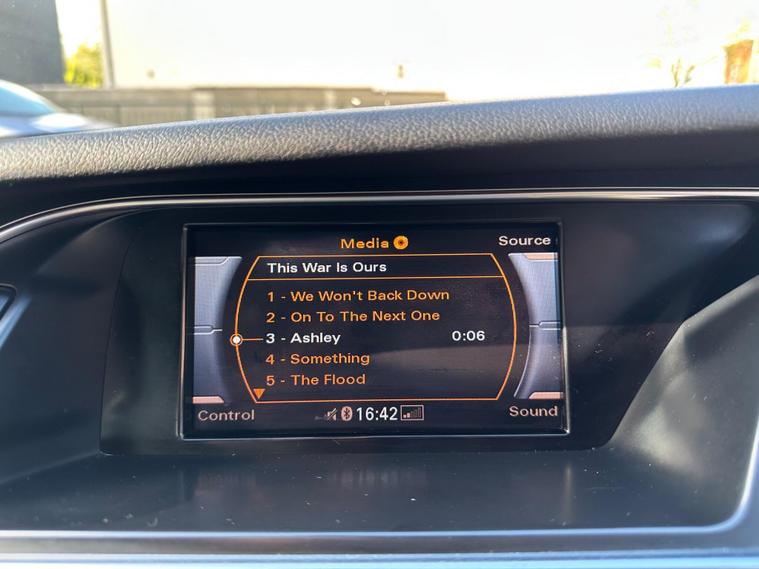 Media
Source
This War Is Ours
1 - We Won't Back Down
2 - On To The Next One
3 - Ashley 0:06
4 - Something
5 - The Flood
Control
16:42
Sound